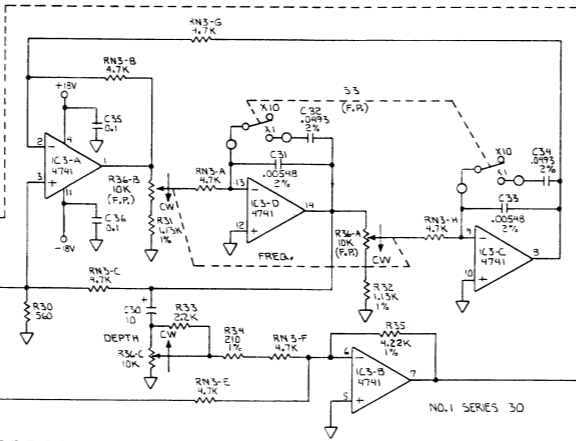 RN3-G
4.7K
RN3-B
4.7K
+18V
C35
0.1
IC3-A
4741
2
3
4
1
11
C36
0.1
-18V
R36-B
10K
(F.P.)
CW
R31
1.13K
1%
RN3-A
4.7K
X10
X1
C32
.0493
2%
S3
(F.P.)
C31
.00548
2%
13
12
IC3-D
4741
14
FREQ.
R36-A
10K
(F.P.)
CW
R32
1.13K
1%
RN3-H
4.7K
X10
X1
C34
.0493
2%
C33
.00548
2%
9
10
IC3-C
4741
8
RN3-C
4.7K
R30
560
C30
10
+
R33
2.2K
DEPTH
CW
R36-C
10K
R34
210
1%
RN3-F
4.7K
RN3-E
4.7K
R35
4.22K
1%
6
5
IC3-B
4741
7
NO.1 SERIES 30